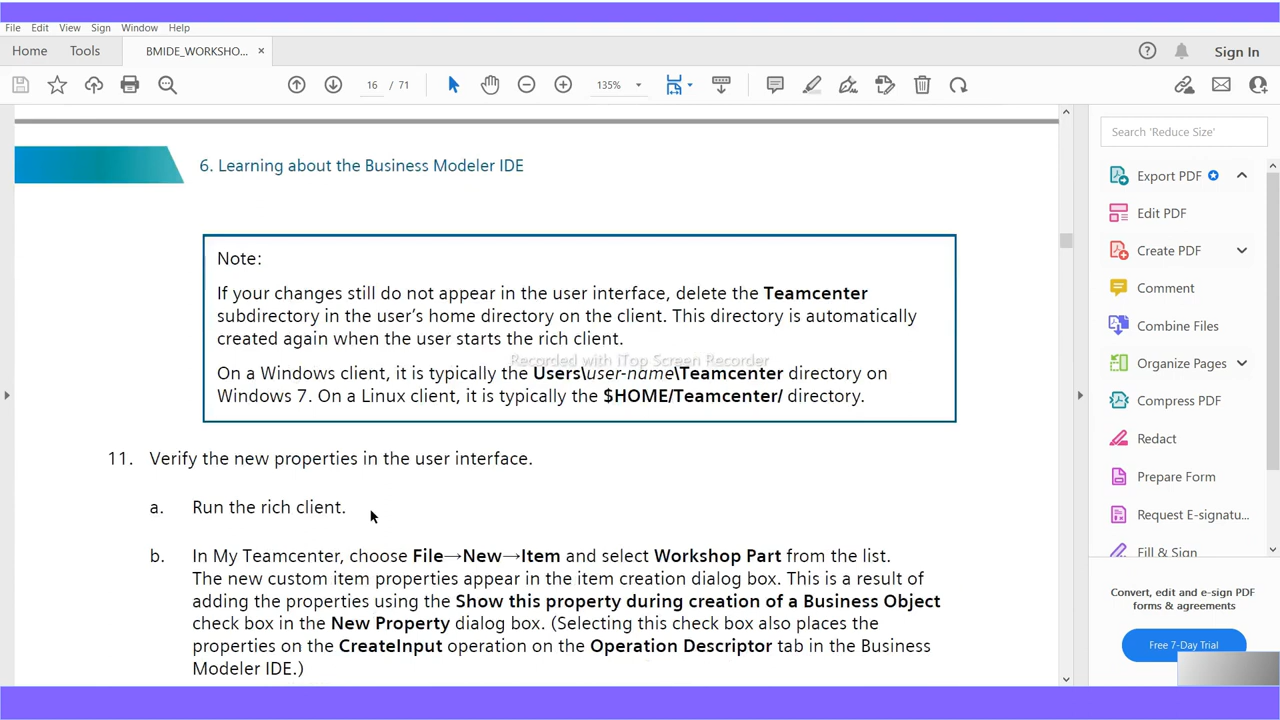 File Edit View Sign Window Help
Home Tools BMIDE_WORKSHO... × Sign In
16 / 71 135%
6. Learning about the Business Modeler IDE
Note:
If your changes still do not appear in the user interface, delete the Teamcenter
subdirectory in the user's home directory on the client. This directory is automatically
created again when the user starts the rich client.
Recorded with iTop Screen Recorder
On a Windows client, it is typically the Users\user-name\Teamcenter directory on
Windows 7. On a Linux client, it is typically the $HOME/Teamcenter/ directory.
11. Verify the new properties in the user interface.
a. Run the rich client.
b. In My Teamcenter, choose File→New→Item and select Workshop Part from the list.
The new custom item properties appear in the item creation dialog box. This is a result of
adding the properties using the Show this property during creation of a Business Object
check box in the New Property dialog box. (Selecting this check box also places the
properties on the CreateInput operation on the Operation Descriptor tab in the Business
Modeler IDE.)
Search 'Reduce Size'
Export PDF
Edit PDF
Create PDF
Comment
Combine Files
Organize Pages
Compress PDF
Redact
Prepare Form
Request E-signatu...
Fill & Sign
Convert, edit and e-sign PDF
forms & agreements
Free 7-Day Trial